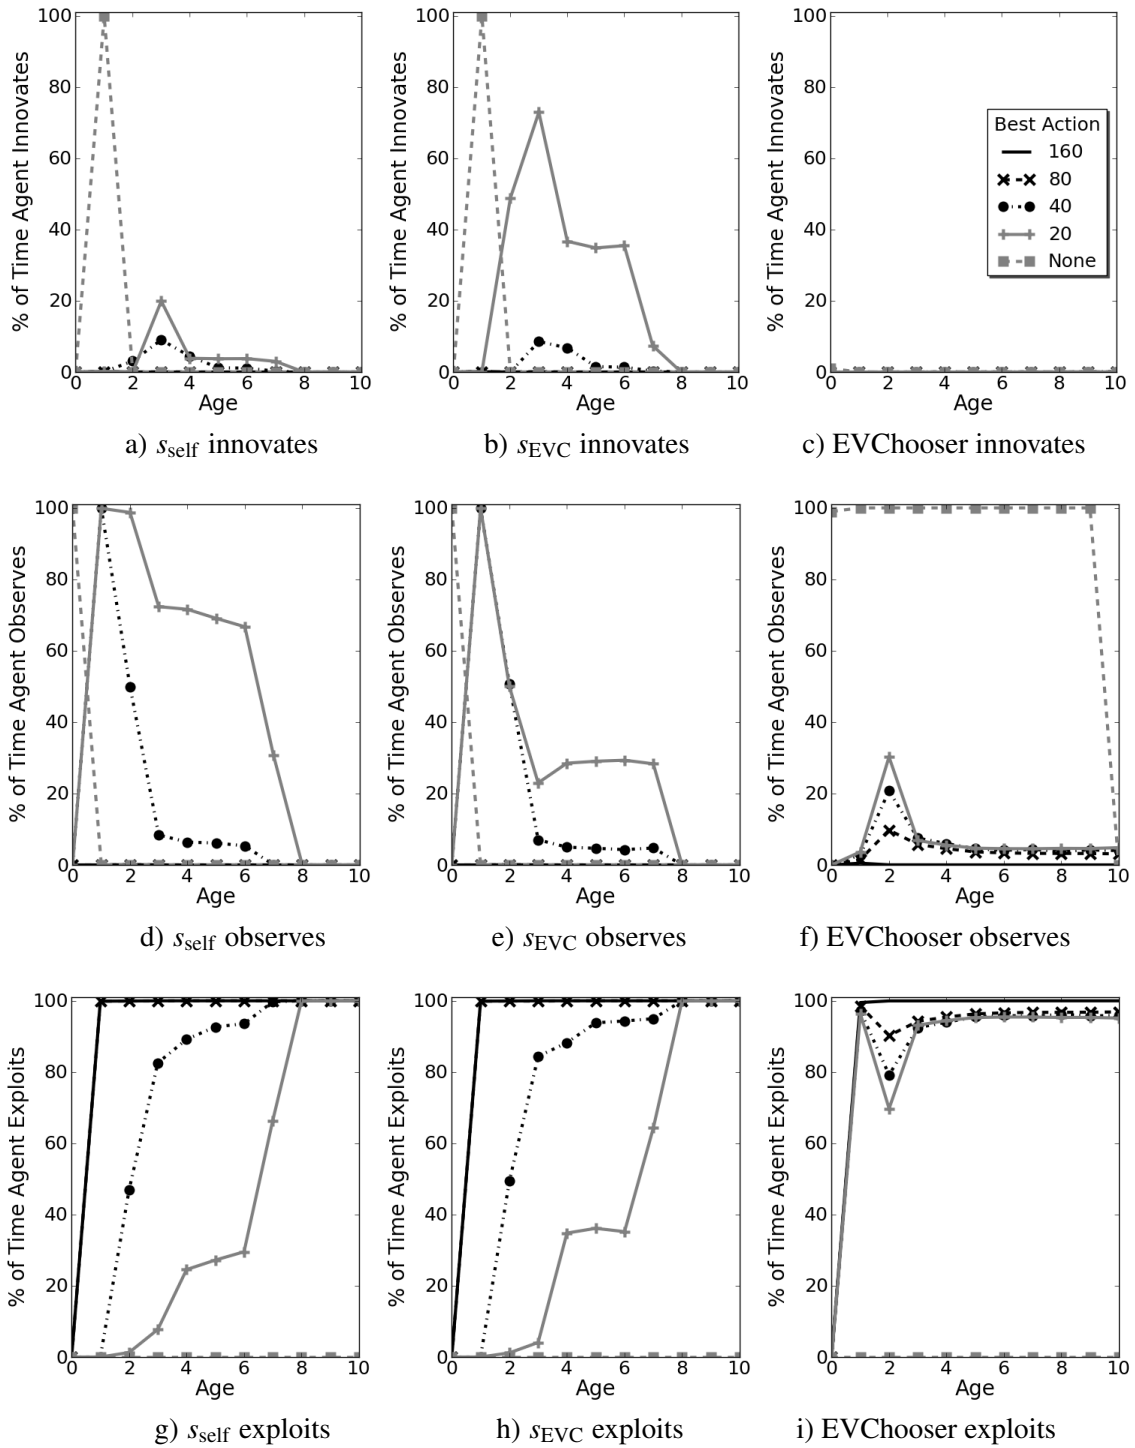 % of Time Agent Innovates
100
80
60
40
20
0
0 2 4 6 8 10
Age
a) s_self innovates
% of Time Agent Innovates
100
80
60
40
20
0
0 2 4 6 8 10
Age
b) s_EVC innovates
% of Time Agent Innovates
100
80
60
40
20
0
0 2 4 6 8 10
Age
Best Action
160
80
40
20
None
c) EVChooser innovates
% of Time Agent Observes
100
80
60
40
20
0
0 2 4 6 8 10
Age
d) s_self observes
% of Time Agent Observes
100
80
60
40
20
0
0 2 4 6 8 10
Age
e) s_EVC observes
% of Time Agent Observes
100
80
60
40
20
0
0 2 4 6 8 10
Age
f) EVChooser observes
% of Time Agent Exploits
100
80
60
40
20
0
0 2 4 6 8 10
Age
g) s_self exploits
% of Time Agent Exploits
100
80
60
40
20
0
0 2 4 6 8 10
Age
h) s_EVC exploits
% of Time Agent Exploits
100
80
60
40
20
0
0 2 4 6 8 10
Age
i) EVChooser exploits